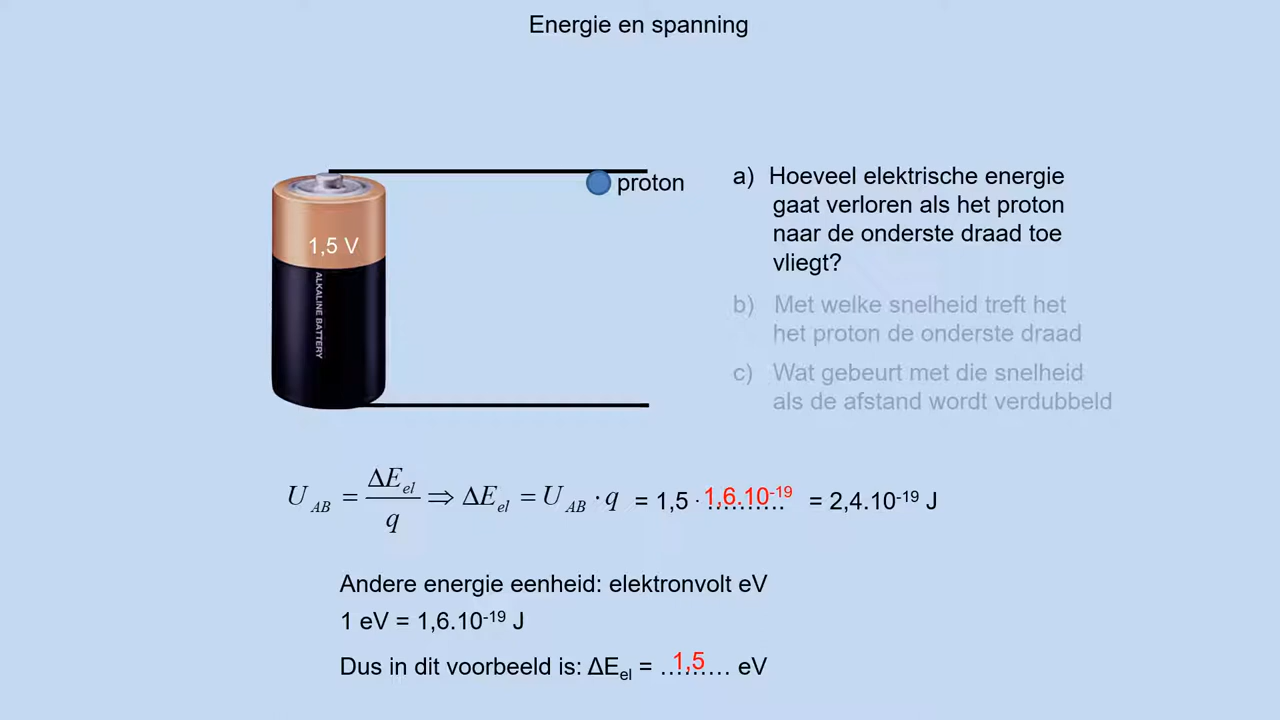 Energie en spanning
proton
1,5 V
ALKALINE BATTERY
a) Hoeveel elektrische energie
gaat verloren als het proton
naar de onderste draad toe
vliegt?
b) Met welke snelheid treft het
het proton de onderste draad
c) Wat gebeurt met die snelheid
als de afstand wordt verdubbeld
U_AB = ΔE_el / q ⇒ ΔE_el = U_AB · q = 1,5 · 1,6.10⁻¹⁹ .......... = 2,4.10⁻¹⁹ J
Andere energie eenheid: elektronvolt eV
1 eV = 1,6.10⁻¹⁹ J
Dus in dit voorbeeld is: ΔE_el = 1,5 ......... eV